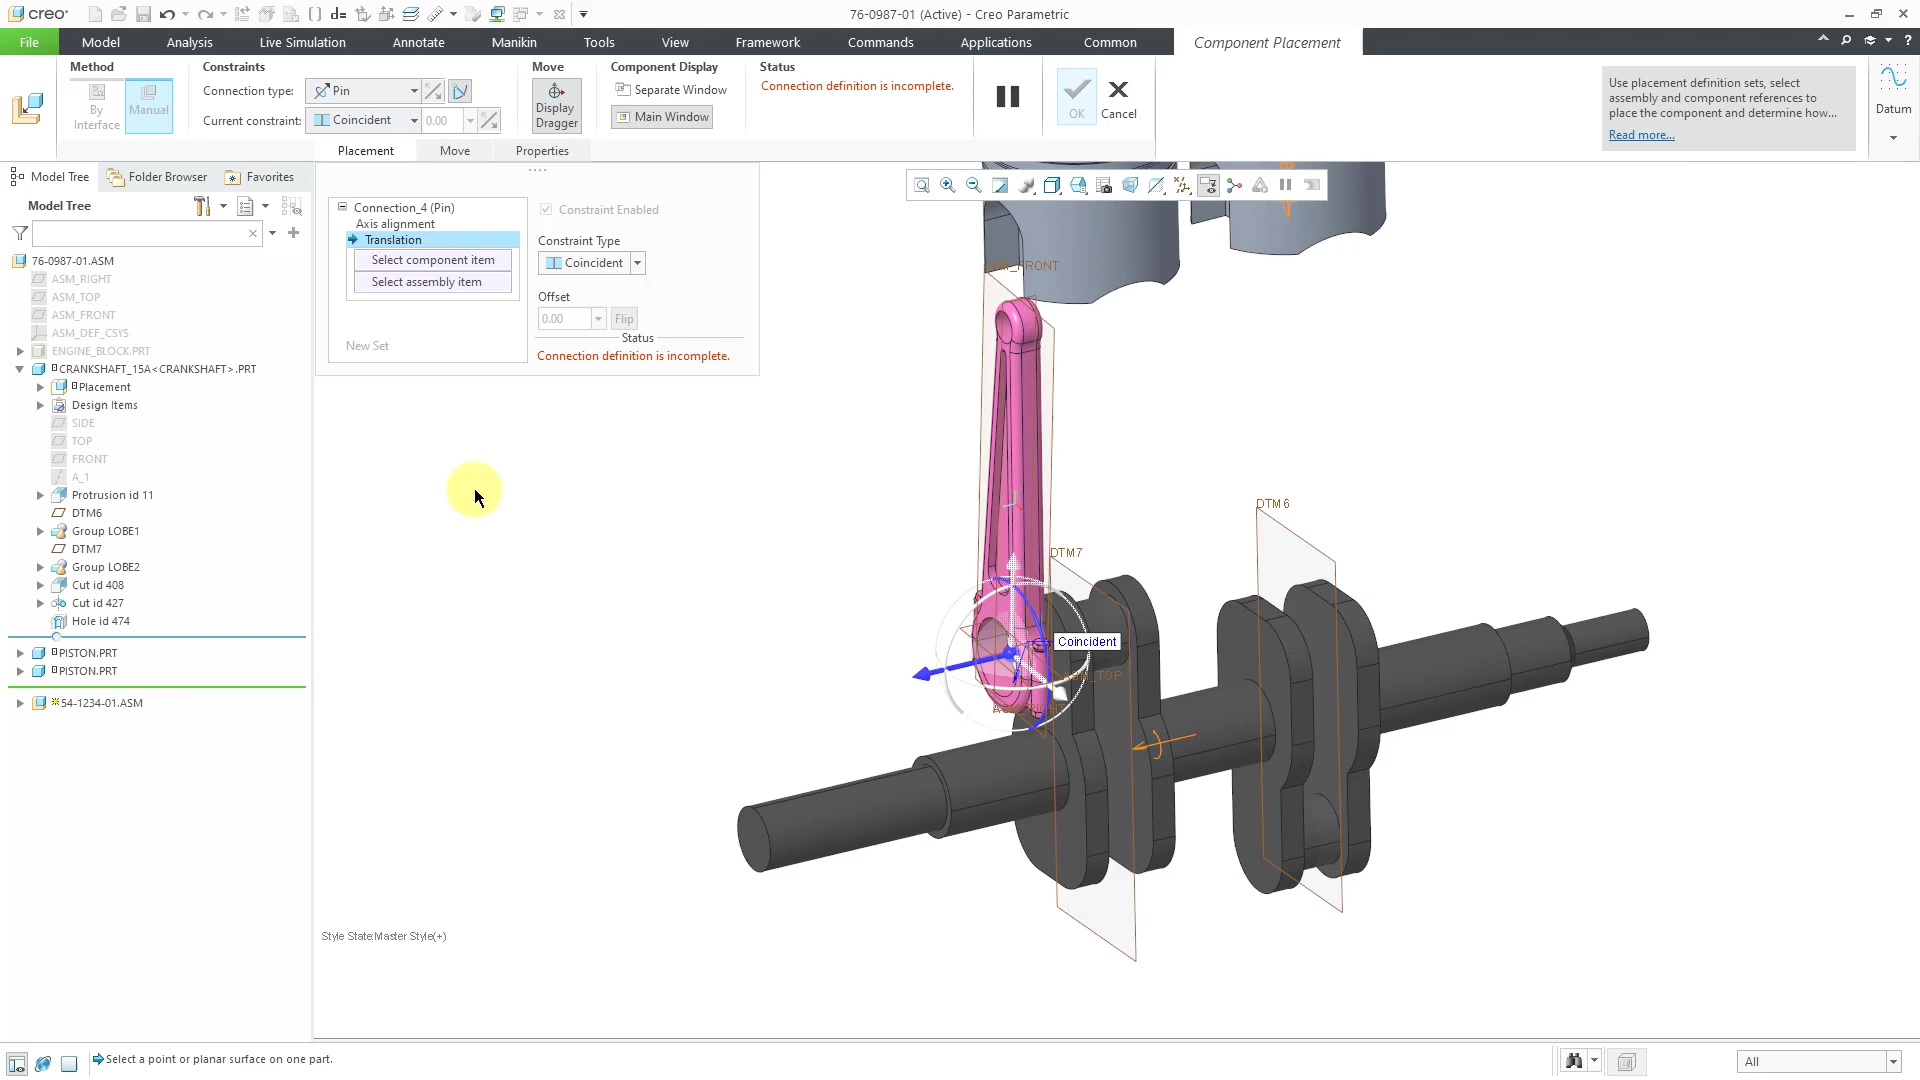 creo
76-0987-01 (Active) - Creo Parametric
File
Model
Analysis
Live Simulation
Annotate
Manikin
Tools
View
Framework
Commands
Applications
Common
Component Placement
Method
By Interface
Manual
Constraints
Connection type:
Pin
Current constraint:
Coincident
0.00
Move
Display Dragger
Component Display
Separate Window
Main Window
Status
Connection definition is incomplete.
OK
Cancel
Use placement definition sets, select
assembly and component references to
place the component and determine how...
Read more...
Datum
Placement
Move
Properties
Model Tree
Folder Browser
Favorites
Model Tree
76-0987-01.ASM
ASM_RIGHT
ASM_TOP
ASM_FRONT
ASM_DEF_CSYS
ENGINE_BLOCK.PRT
CRANKSHAFT_15A<CRANKSHAFT>.PRT
Placement
Design Items
SIDE
TOP
FRONT
A_1
Protrusion id 11
DTM6
Group LOBE1
DTM7
Group LOBE2
Cut id 408
Cut id 427
Hole id 474
PISTON.PRT
PISTON.PRT
54-1234-01.ASM
Connection_4 (Pin)
Axis alignment
Translation
Select component item
Select assembly item
New Set
Constraint Enabled
Constraint Type
Coincident
Offset
0.00
Flip
Status
Connection definition is incomplete.
DTM6
DTM7
Coincident
Style State:Master Style(+)
Select a point or planar surface on one part.
All